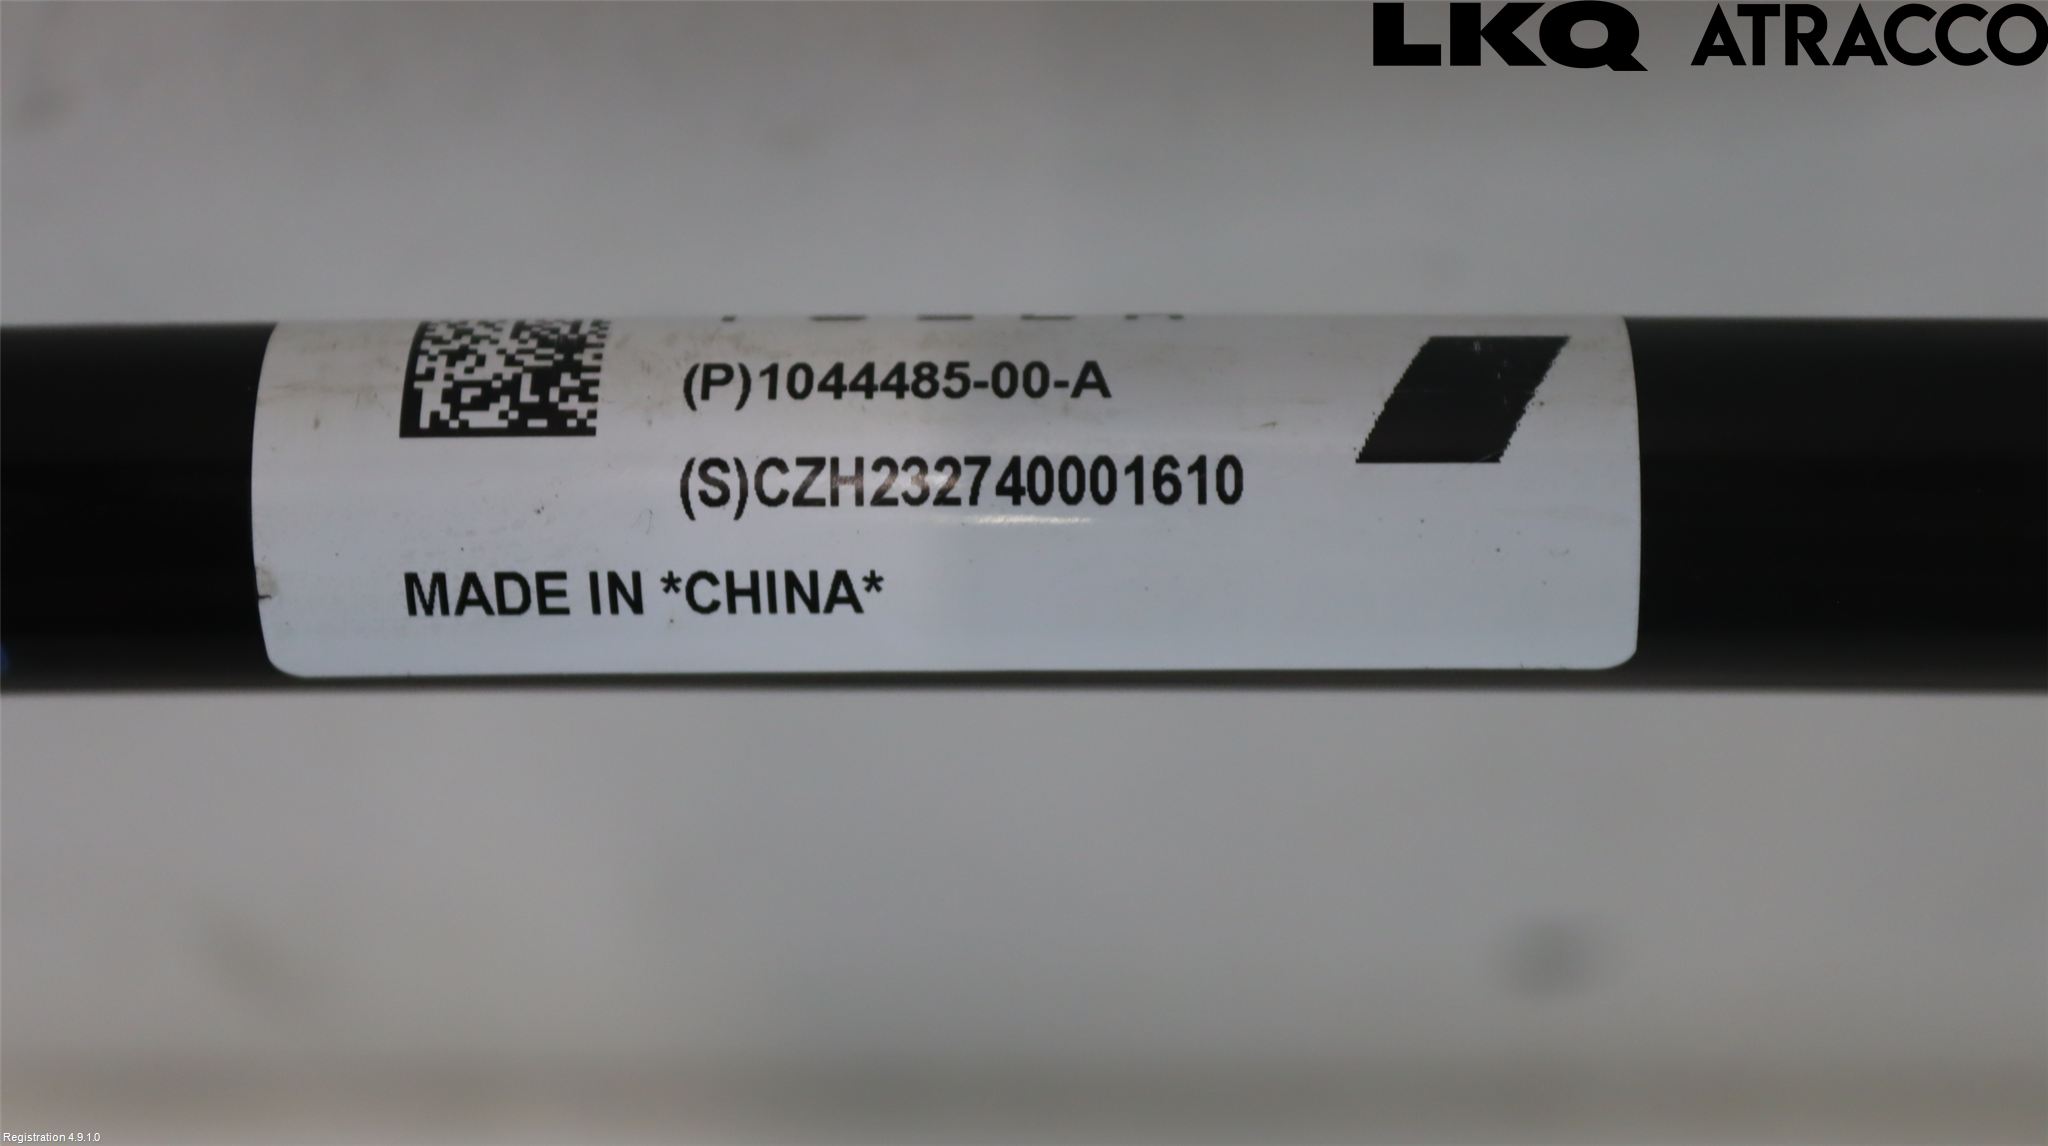 LKQ ATRACCO
(P)1044485-00-A
(S)CZH232740001610
MADE IN *CHINA*
Registration 4.9.1.0